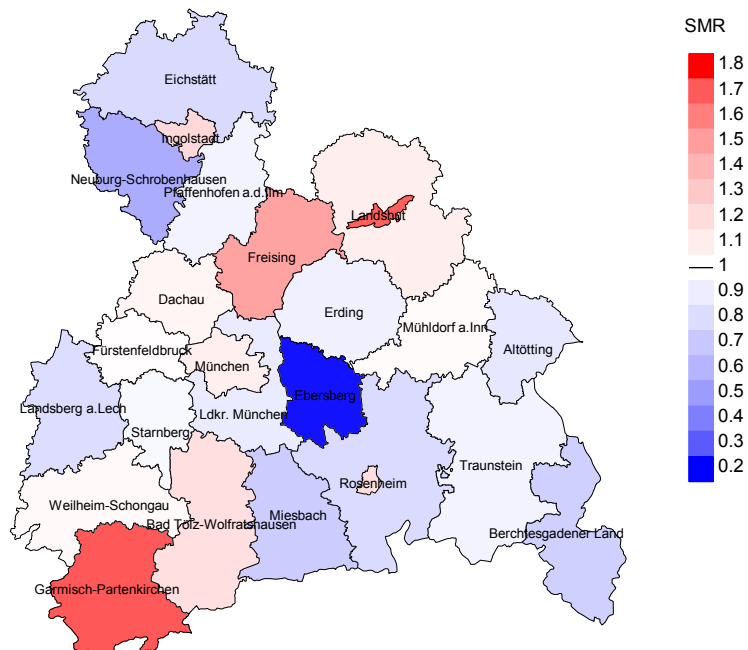 SMR
1.8
1.7
1.6
1.5
1.4
1.3
1.2
1.1
1
0.9
0.8
0.7
0.6
0.5
0.4
0.3
0.2
Eichstätt
Ingolstadt
Neuburg-Schrobenhausen
Pfaffenhofen a.d.Ilm
Landshut
Freising
Dachau
Erding
Mühldorf a.Inn
Fürstenfeldbruck
München
Altötting
Ebersberg
Landsberg a.Lech
Ldkr. München
Starnberg
Traunstein
Rosenheim
Weilheim-Schongau
Miesbach
Bad Tölz-Wolfratshausen
Berchtesgadener Land
Garmisch-Partenkirchen